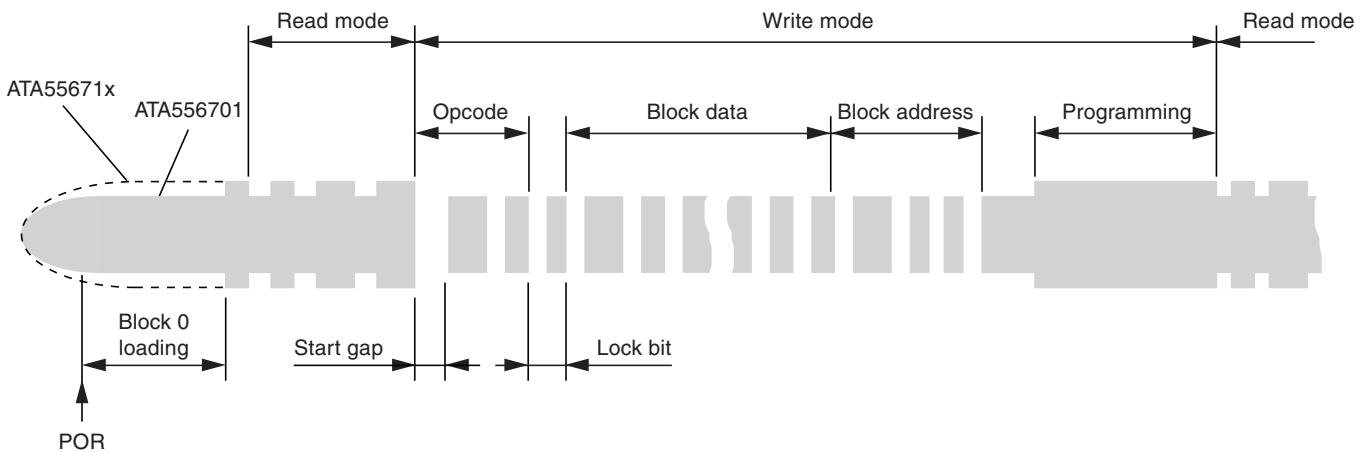 Read mode
Write mode
Read mode
ATA55671x
ATA556701
Opcode
Block data
Block address
Programming
Block 0
loading
Start gap
Lock bit
POR